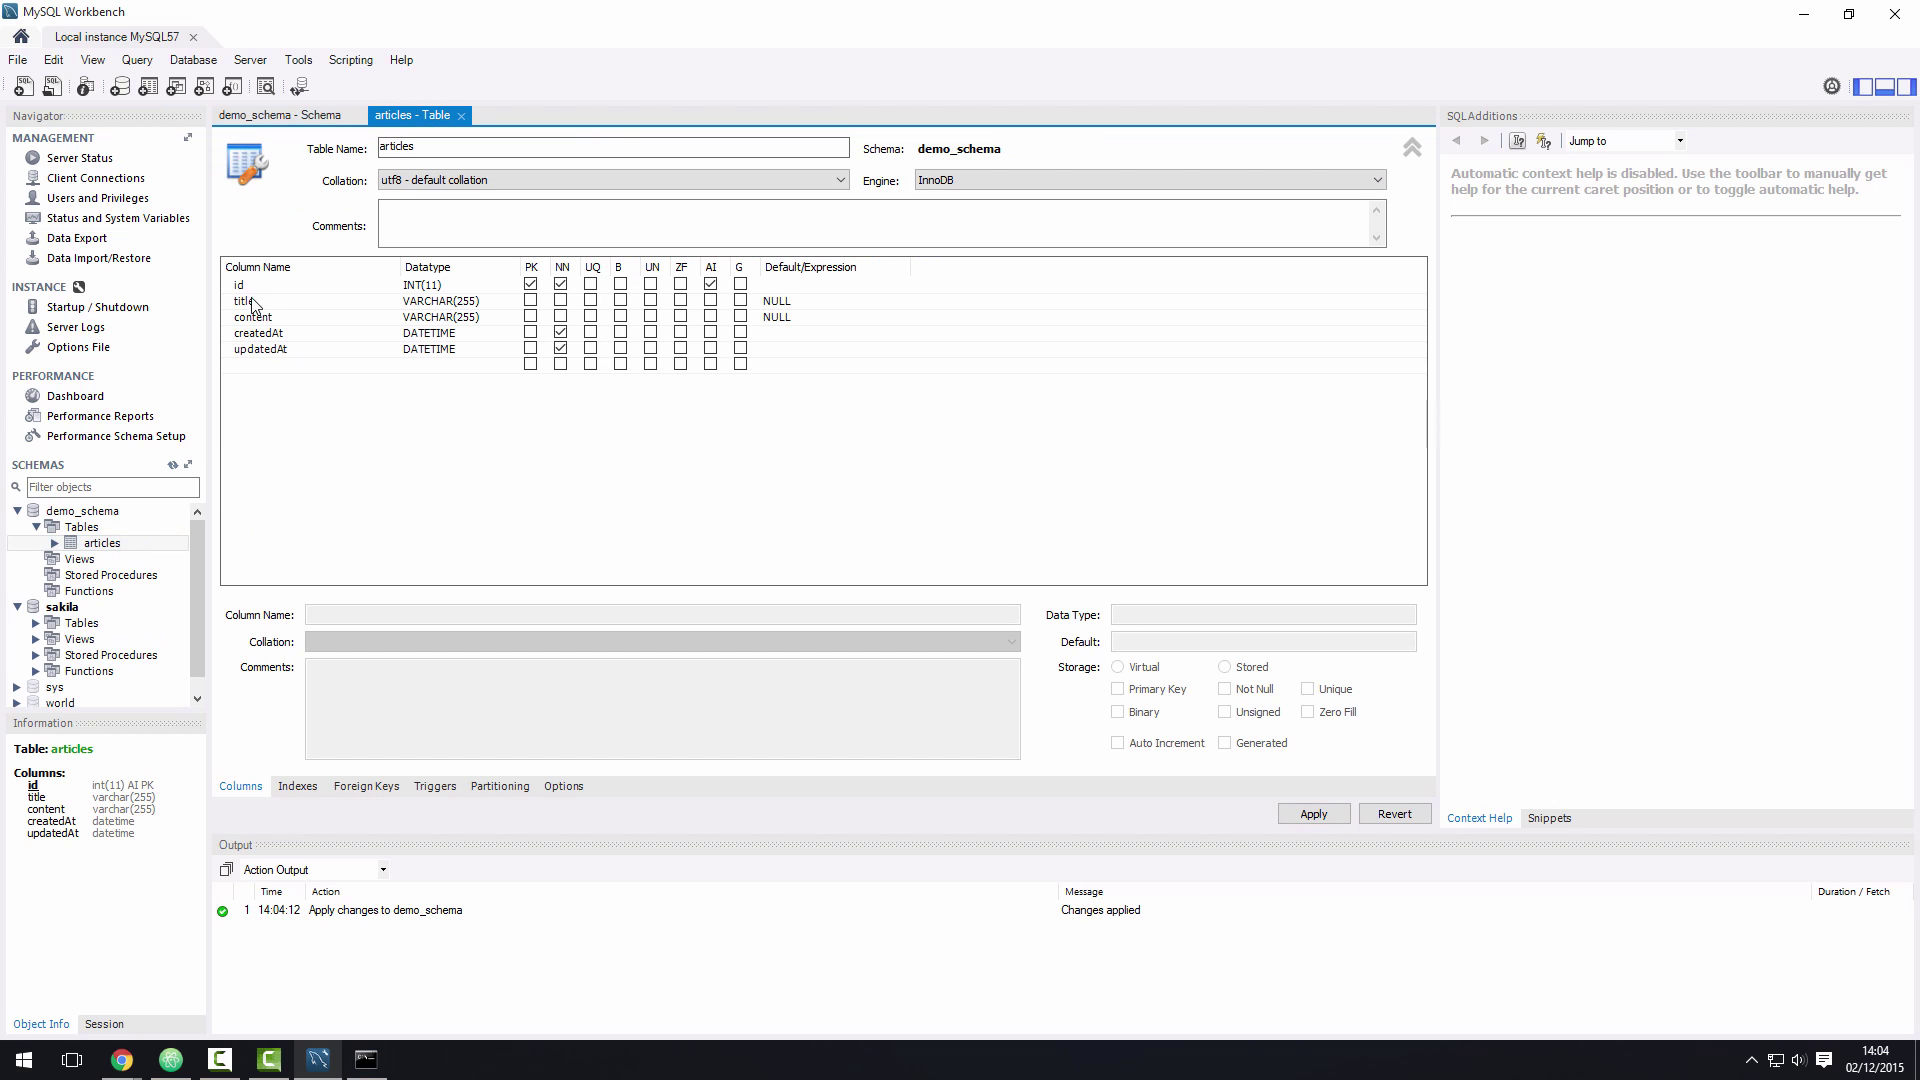 MySQL Workbench
Local instance MySQL57
File Edit View Query Database Server Tools Scripting Help
Navigator
MANAGEMENT
Server Status
Client Connections
Users and Privileges
Status and System Variables
Data Export
Data Import/Restore
INSTANCE
Startup / Shutdown
Server Logs
Options File
PERFORMANCE
Dashboard
Performance Reports
Performance Schema Setup
SCHEMAS
Filter objects
demo_schema
Tables
articles
Views
Stored Procedures
Functions
sakila
Tables
Views
Stored Procedures
Functions
sys
world
Information
Table: articles
Columns:
id int(11) AI PK
title varchar(255)
content varchar(255)
createdAt datetime
updatedAt datetime
Object Info Session
demo_schema - Schema articles - Table
Table Name: articles Schema: demo_schema
Collation: utf8 - default collation Engine: InnoDB
Comments:
Column Name Datatype PK NN UQ B UN ZF AI G Default/Expression
id INT(11)
title VARCHAR(255) NULL
content VARCHAR(255) NULL
createdAt DATETIME
updatedAt DATETIME
Column Name: Data Type:
Collation: Default:
Comments: Storage: Virtual Stored
Primary Key Not Null Unique
Binary Unsigned Zero Fill
Auto Increment Generated
Columns Indexes Foreign Keys Triggers Partitioning Options
Apply Revert
Output
Action Output
Time Action Message Duration / Fetch
1 14:04:12 Apply changes to demo_schema Changes applied
SQLAdditions
Jump to
Automatic context help is disabled. Use the toolbar to manually get
help for the current caret position or to toggle automatic help.
Context Help Snippets
14:04
02/12/2015